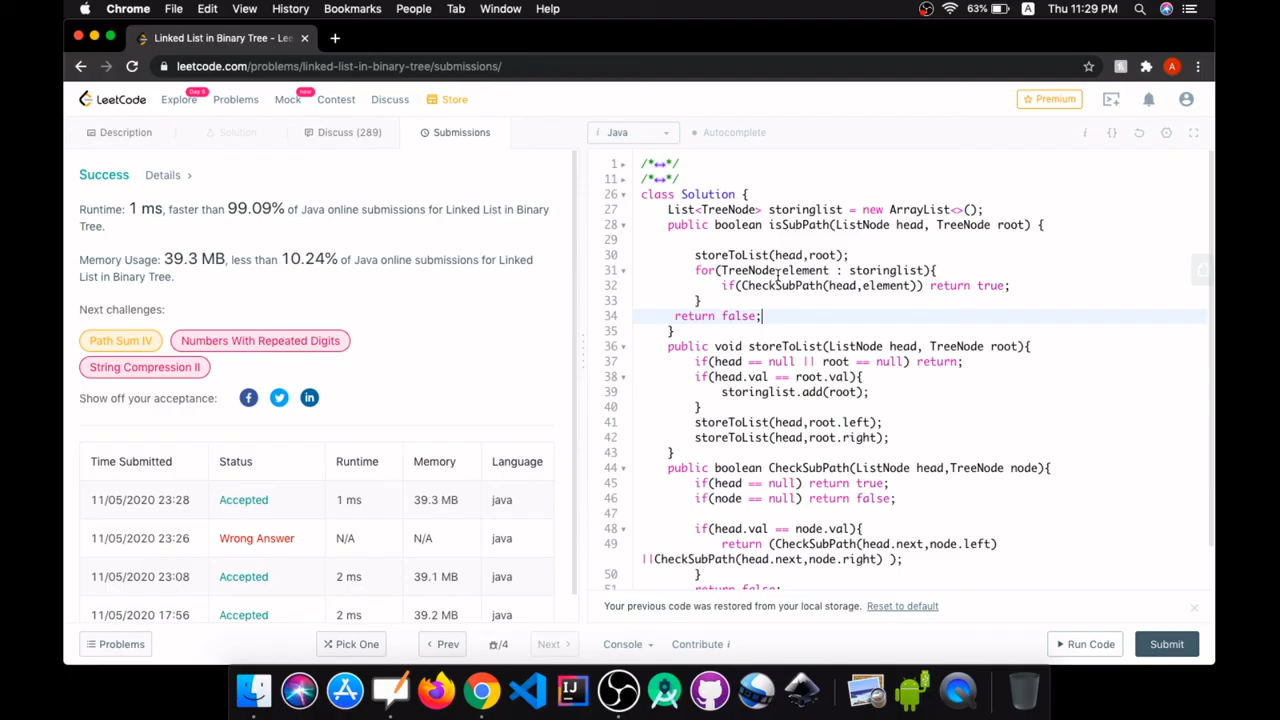 Chrome File Edit View History Bookmarks People Tab Window Help 63% A Thu 11:29 PM
Linked List in Binary Tree - Lee
leetcode.com/problems/linked-list-in-binary-tree/submissions/ A
LeetCode Explore Day 6 Problems Mock new Contest Discuss Store Premium
Description Solution Discuss (289) Submissions
i Java Autocomplete i {}
Success Details >
Runtime: 1 ms, faster than 99.09% of Java online submissions for Linked List in Binary
Tree.
Memory Usage: 39.3 MB, less than 10.24% of Java online submissions for Linked
List in Binary Tree.
Next challenges:
Path Sum IV Numbers With Repeated Digits
String Compression II
Show off your acceptance:
Time Submitted Status Runtime Memory Language
11/05/2020 23:28 Accepted 1 ms 39.3 MB java
11/05/2020 23:26 Wrong Answer N/A N/A java
11/05/2020 23:08 Accepted 2 ms 39.1 MB java
11/05/2020 17:56 Accepted 2 ms 39.2 MB java
1 /*↔*/
11 /*↔*/
26 class Solution {
27 List<TreeNode> storinglist = new ArrayList<>();
28 public boolean isSubPath(ListNode head, TreeNode root) {
29
30 storeToList(head,root);
31 for(TreeNode element : storinglist){
32 if(CheckSubPath(head,element)) return true;
33 }
34 return false;
35 }
36 public void storeToList(ListNode head, TreeNode root){
37 if(head == null || root == null) return;
38 if(head.val == root.val){
39 storinglist.add(root);
40 }
41 storeToList(head,root.left);
42 storeToList(head,root.right);
43 }
44 public boolean CheckSubPath(ListNode head,TreeNode node){
45 if(head == null) return true;
46 if(node == null) return false;
47
48 if(head.val == node.val){
49 return (CheckSubPath(head.next,node.left)
||CheckSubPath(head.next,node.right) );
50 }
51 return false;
Your previous code was restored from your local storage. Reset to default
Problems Pick One < Prev /4 Next > Console Contribute i Run Code Submit